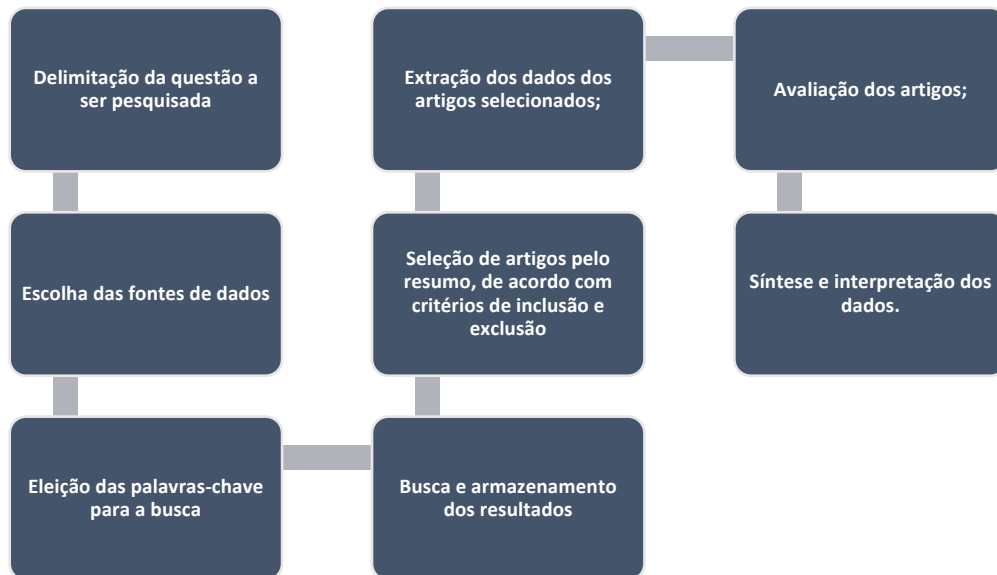 Delimitação da questão a
ser pesquisada
Escolha das fontes de dados
Eleição das palavras-chave
para a busca
Busca e armazenamento
dos resultados
Seleção de artigos pelo
resumo, de acordo com
critérios de inclusão e
exclusão
Extração dos dados dos
artigos selecionados;
Avaliação dos artigos;
Síntese e interpretação dos
dados.